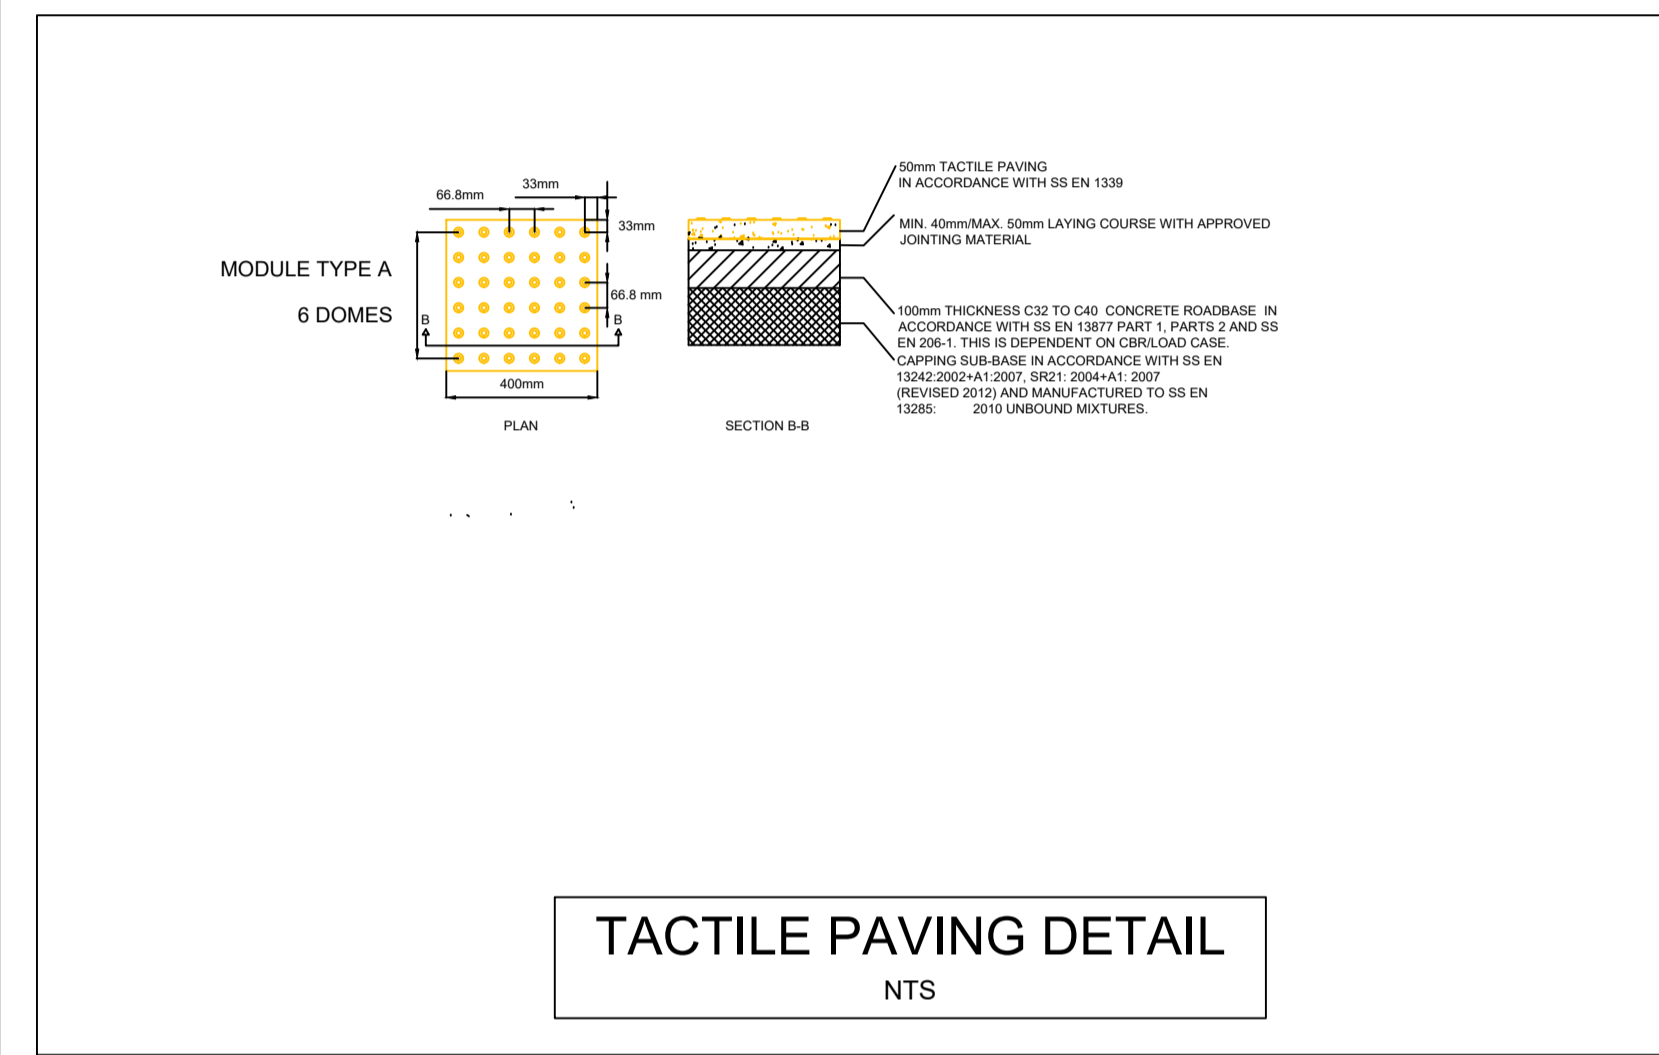 MODULE TYPE A
6 DOMES
66.8mm
33mm
33mm
66.8 mm
B
B
400mm
PLAN
SECTION B-B
50mm TACTILE PAVING
IN ACCORDANCE WITH SS EN 1339
MIN. 40mm/MAX. 50mm LAYING COURSE WITH APPROVED
JOINTING MATERIAL
100mm THICKNESS C32 TO C40 CONCRETE ROADBASE IN
ACCORDANCE WITH SS EN 13877 PART 1, PARTS 2 AND SS
EN 206-1. THIS IS DEPENDENT ON CBR/LOAD CASE.
CAPPING SUB-BASE IN ACCORDANCE WITH SS EN
13242:2002+A1:2007, SR21: 2004+A1: 2007
(REVISED 2012) AND MANUFACTURED TO SS EN
13285: 2010 UNBOUND MIXTURES.
TACTILE PAVING DETAIL
NTS